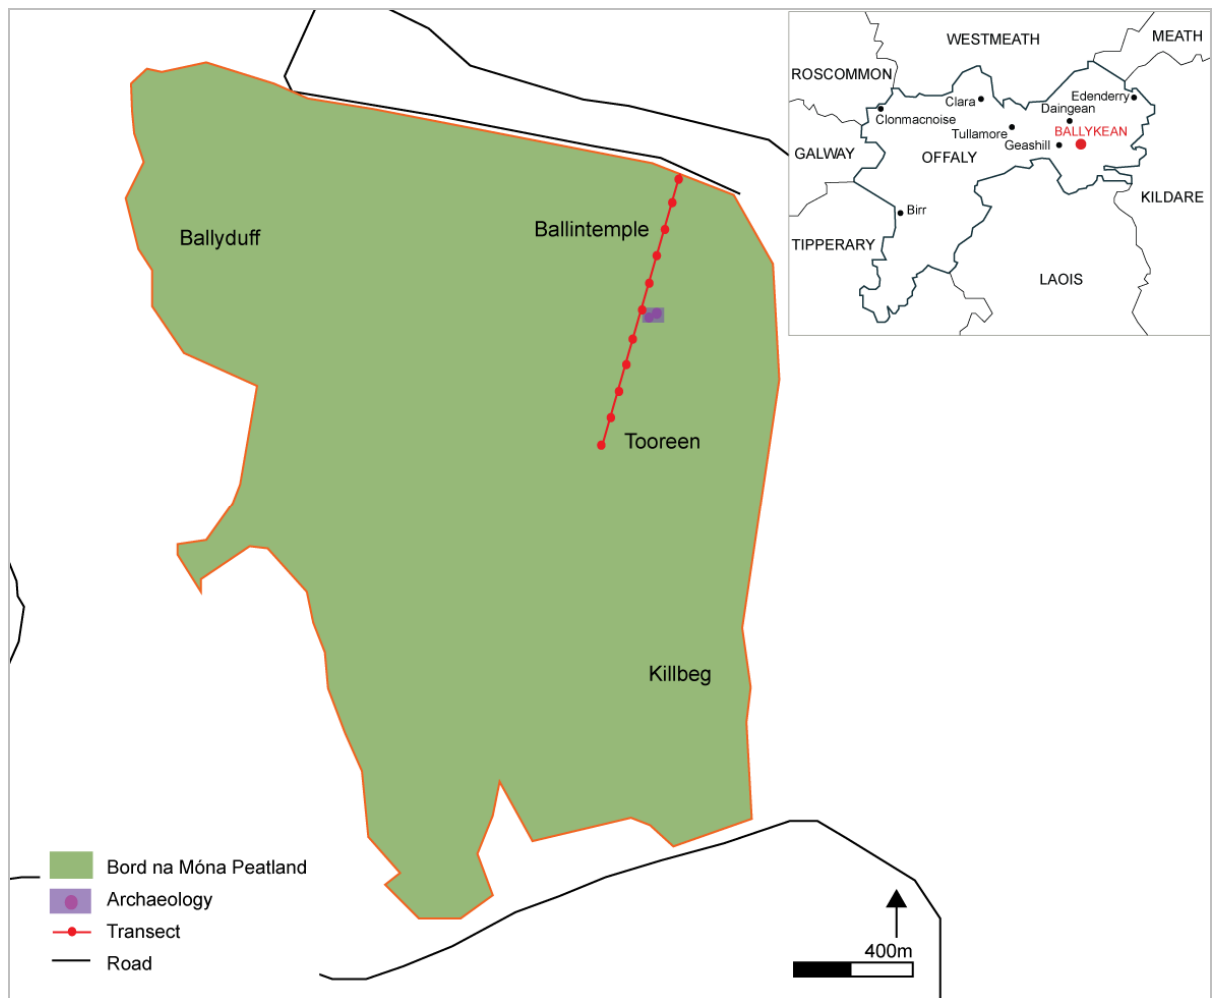 WESTMEATH
MEATH
ROSCOMMON
Clara
Edenderry
Daingean
Clonmacnoise
Tullamore
BALLYKEAN
Geashill
GALWAY
OFFALY
KILDARE
Birr
TIPPERARY
LAOIS
Ballyduff
Ballintemple
Tooreen
Killbeg
Bord na Móna Peatland
Archaeology
Transect
Road
400m